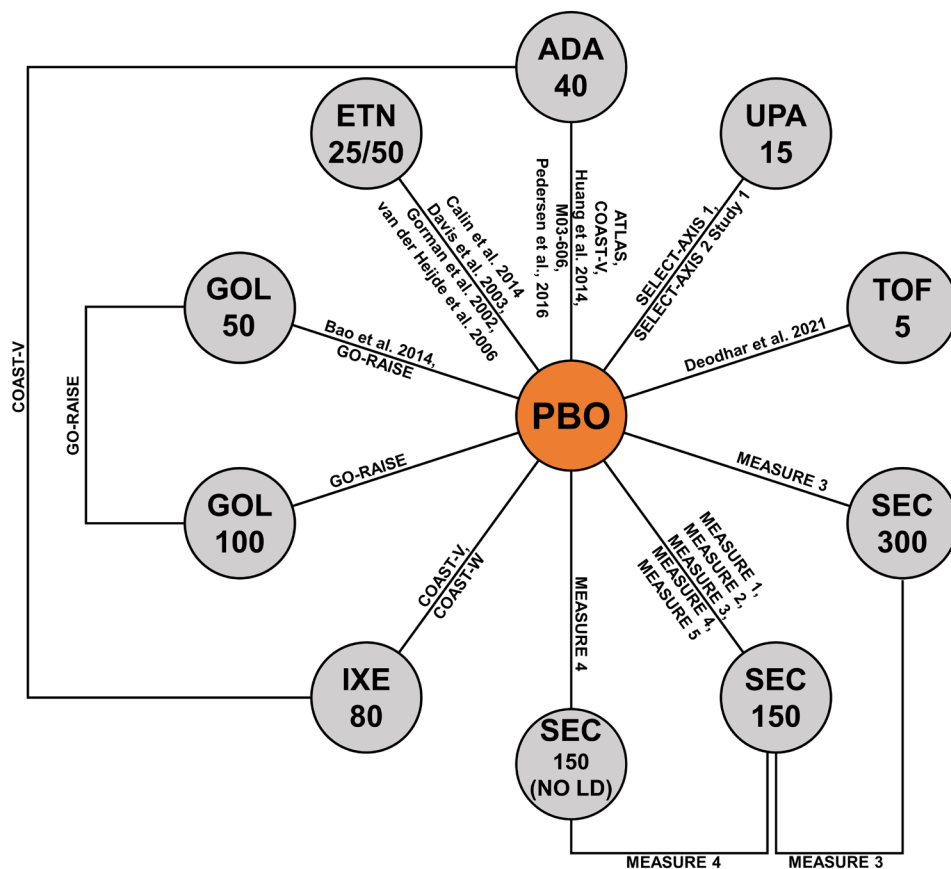 ADA
40
ETN
25/50
UPA
15
ATLAS,
COAST-V,
Huang et al. 2014,
M03-606,
Pedersen et al., 2016
Calin et al. 2014
Davis et al. 2003,
Gorman et al. 2002,
van der Heijde et al. 2006
SELECT-AXIS 1,
SELECT-AXIS 2 Study 1
GOL
50
TOF
5
Bao et al. 2014,
GO-RAISE
Deodhar et al. 2021
COAST-V
GO-RAISE
PBO
GOL
100
GO-RAISE
MEASURE 3
SEC
300
COAST-V,
COAST-W
MEASURE 4
MEASURE 1,
MEASURE 2,
MEASURE 3,
MEASURE 4,
MEASURE 5
IXE
80
SEC
150
(NO LD)
SEC
150
MEASURE 4
MEASURE 3